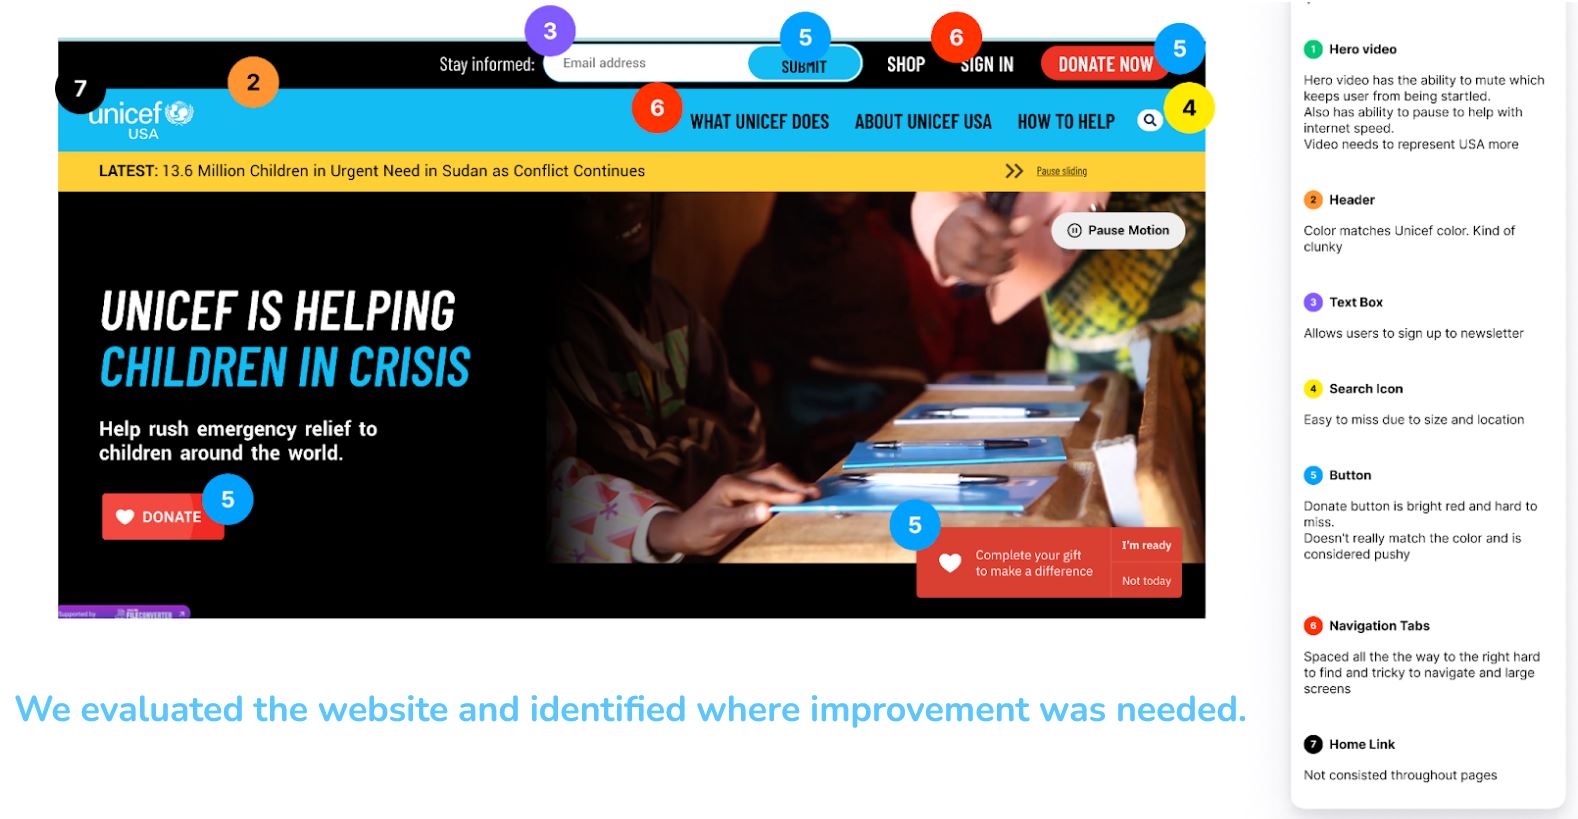 3
5
6
5
Stay informed:
Email address
SUBMIT
SHOP
SIGN IN
DONATE NOW
7
2
6
4
unicef
USA
WHAT UNICEF DOES
ABOUT UNICEF USA
HOW TO HELP
LATEST: 13.6 Million Children in Urgent Need in Sudan as Conflict Continues
Pause sliding
Pause Motion
UNICEF IS HELPING
CHILDREN IN CRISIS
Help rush emergency relief to
children around the world.
5
DONATE
5
Complete your gift
to make a difference
I'm ready
Not today
Supported by
FILECONVERTER
We evaluated the website and identified where improvement was needed.
1 Hero video
Hero video has the ability to mute which
keeps user from being startled.
Also has ability to pause to help with
internet speed.
Video needs to represent USA more
2 Header
Color matches Unicef color. Kind of
clunky
3 Text Box
Allows users to sign up to newsletter
4 Search Icon
Easy to miss due to size and location
5 Button
Donate button is bright red and hard to
miss.
Doesn't really match the color and is
considered pushy
6 Navigation Tabs
Spaced all the the way to the right hard
to find and tricky to navigate and large
screens
7 Home Link
Not consisted throughout pages